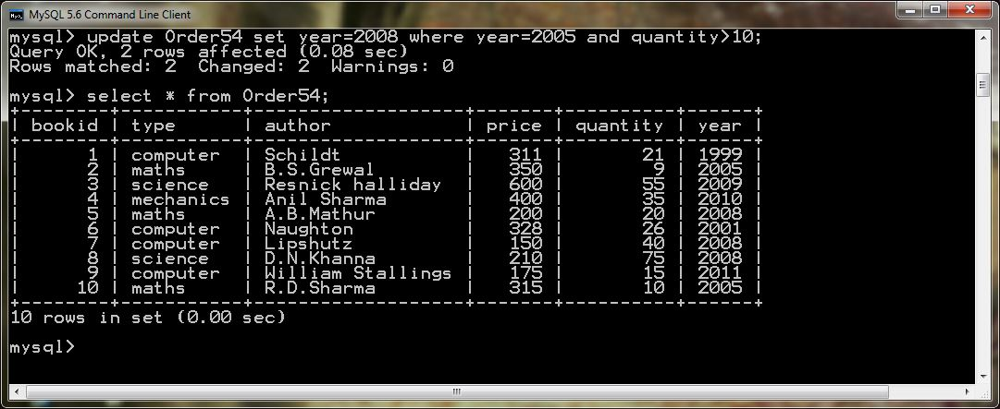 MySQL 5.6 Command Line Client
mysql> update Order54 set year=2008 where year=2005 and quantity>10;
Query OK, 2 rows affected (0.08 sec)
Rows matched: 2  Changed: 2  Warnings: 0
mysql> select * from Order54;
+--------+-----------+-------------------+-------+----------+------+
| bookid | type      | author            | price | quantity | year |
+--------+-----------+-------------------+-------+----------+------+
|      1 | computer  | Schildt           |   311 |       21 | 1999 |
|      2 | maths     | B.S.Grewal        |   350 |        9 | 2005 |
|      3 | science   | Resnick halliday  |   600 |       55 | 2009 |
|      4 | mechanics | Anil Sharma       |   400 |       35 | 2010 |
|      5 | maths     | A.B.Mathur        |   200 |       20 | 2008 |
|      6 | computer  | Naughton          |   328 |       26 | 2001 |
|      7 | computer  | Lipshutz          |   150 |       40 | 2008 |
|      8 | science   | D.N.Khanna        |   210 |       75 | 2008 |
|      9 | computer  | William Stallings |   175 |       15 | 2011 |
|     10 | maths     | R.D.Sharma        |   315 |       10 | 2005 |
+--------+-----------+-------------------+-------+----------+------+
10 rows in set (0.00 sec)
mysql>